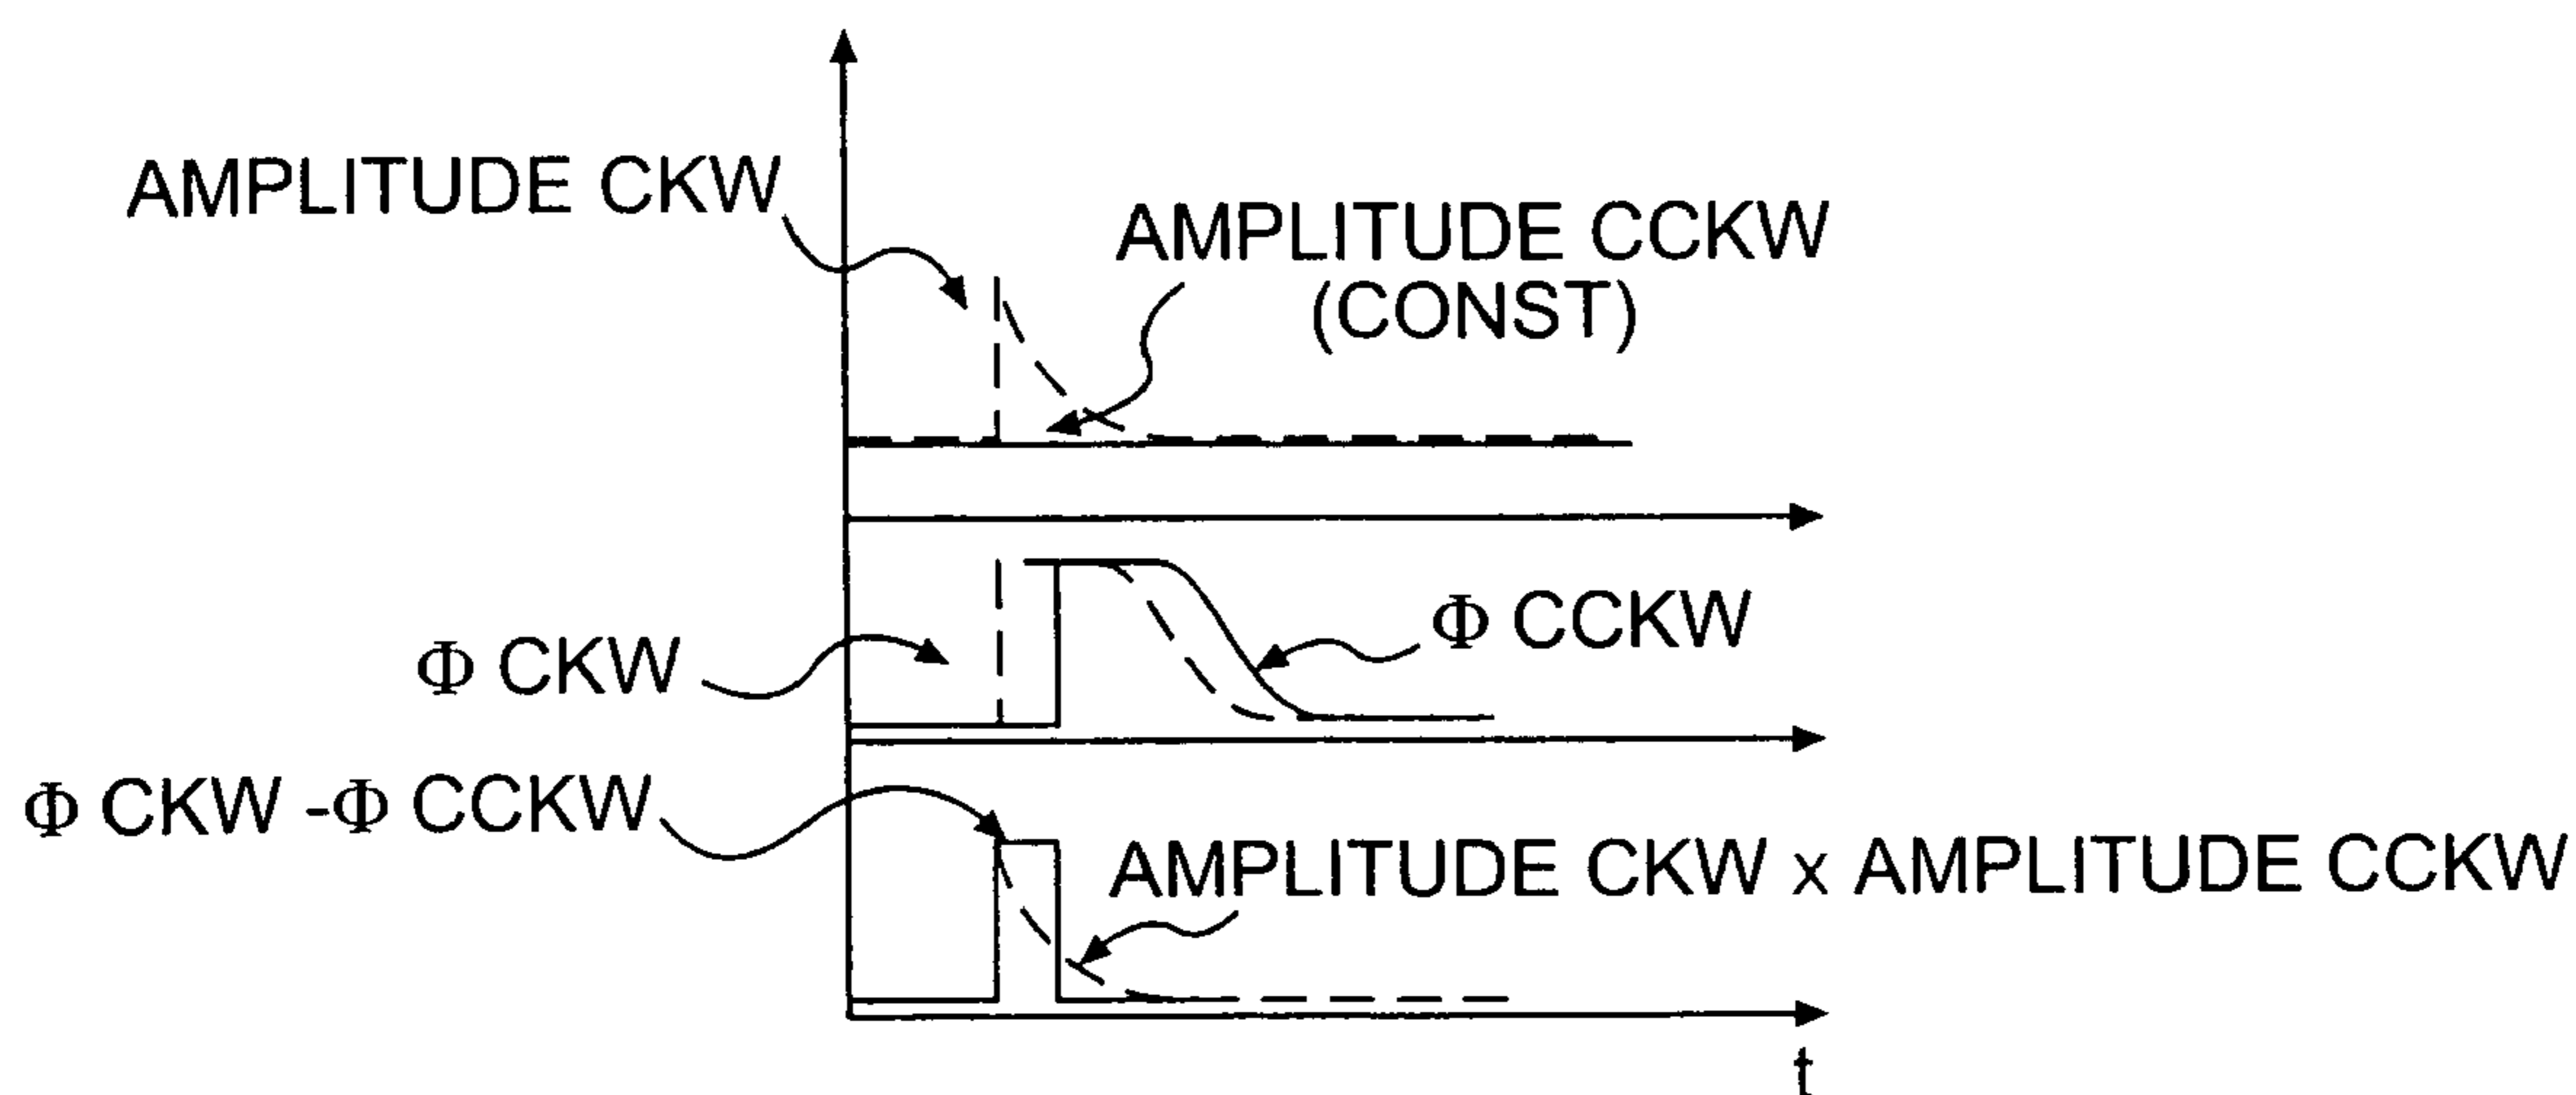 AMPLITUDE CKW
AMPLITUDE CCKW
(CONST)
Φ CKW
Φ CCKW
Φ CKW -Φ CCKW
AMPLITUDE CKW x AMPLITUDE CCKW
t